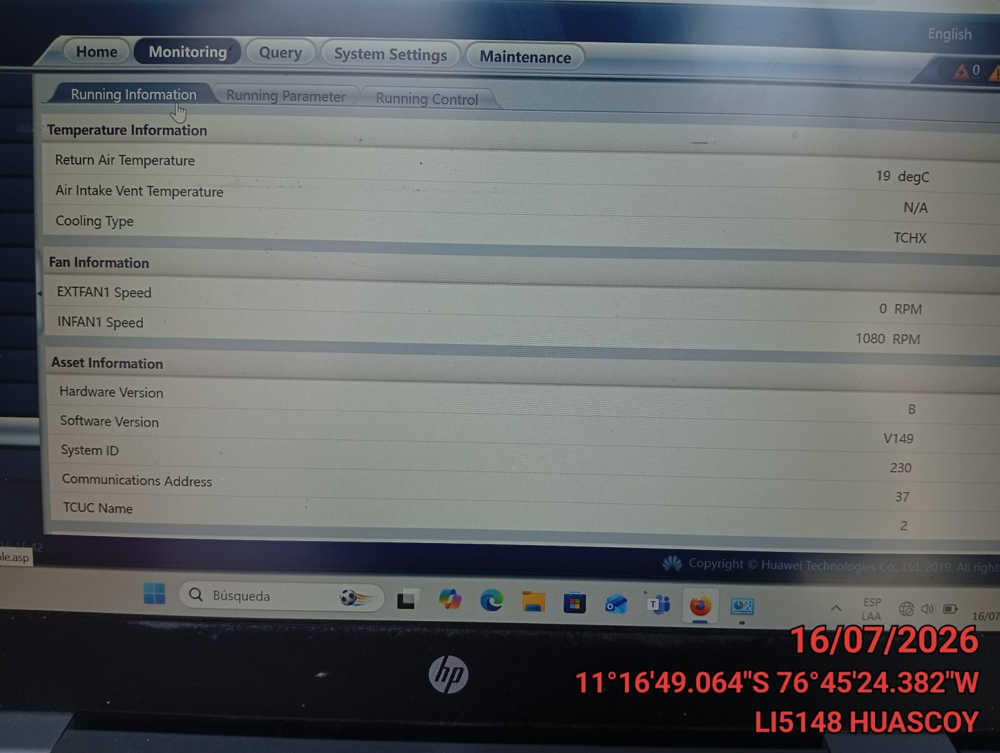 English
Home Monitoring Query System Settings Maintenance
0
Running Information Running Parameter Running Control
Temperature Information
Return Air Temperature 19 degC
Air Intake Vent Temperature N/A
Cooling Type TCHX
Fan Information
EXTFAN1 Speed 0 RPM
INFAN1 Speed 1080 RPM
Asset Information
Hardware Version B
Software Version V149
System ID 230
Communications Address 37
TCUC Name 2
16:42
ole.asp
Copyright © Huawei Technologies Co., Ltd. 2019. All right
Búsqueda
ESP
LAA
16/07
hp
16/07/2026
11°16'49.064"S 76°45'24.382"W
LI5148 HUASCOY